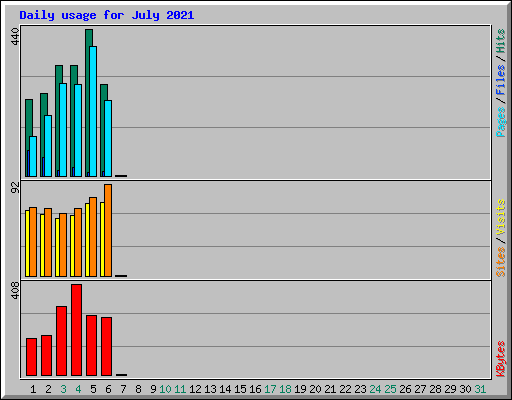 Daily usage for July 2021
440
Pages / Files / Hits
92
Sites / Visits
408
KBytes
1 2 3 4 5 6 7 8 9 10 11 12 13 14 15 16 17 18 19 20 21 22 23 24 25 26 27 28 29 30 31